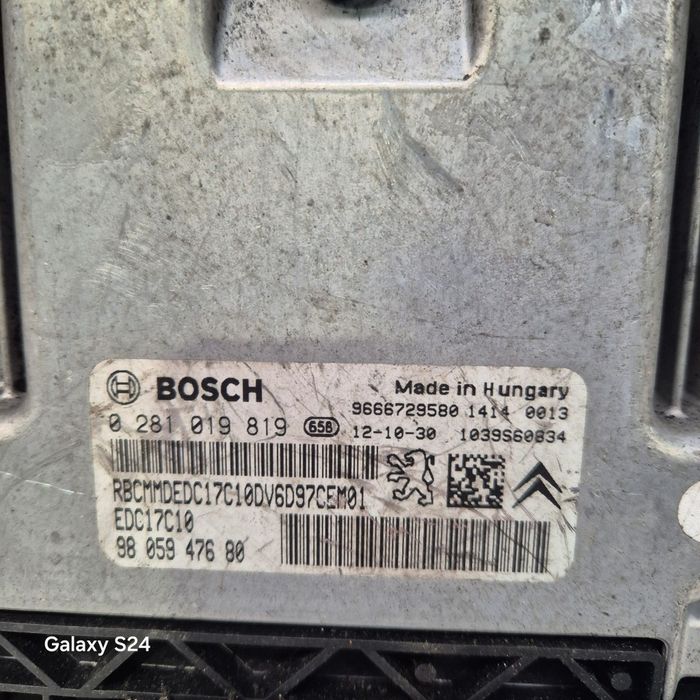 BOSCH
Made in Hungary
9666729580 1414 0013
0 281 019 819 658 12-10-30 1039S60834
RBCMMDEDC17C10DV6D97CEM01
EDC17C10
98 059 476 80
Galaxy S24